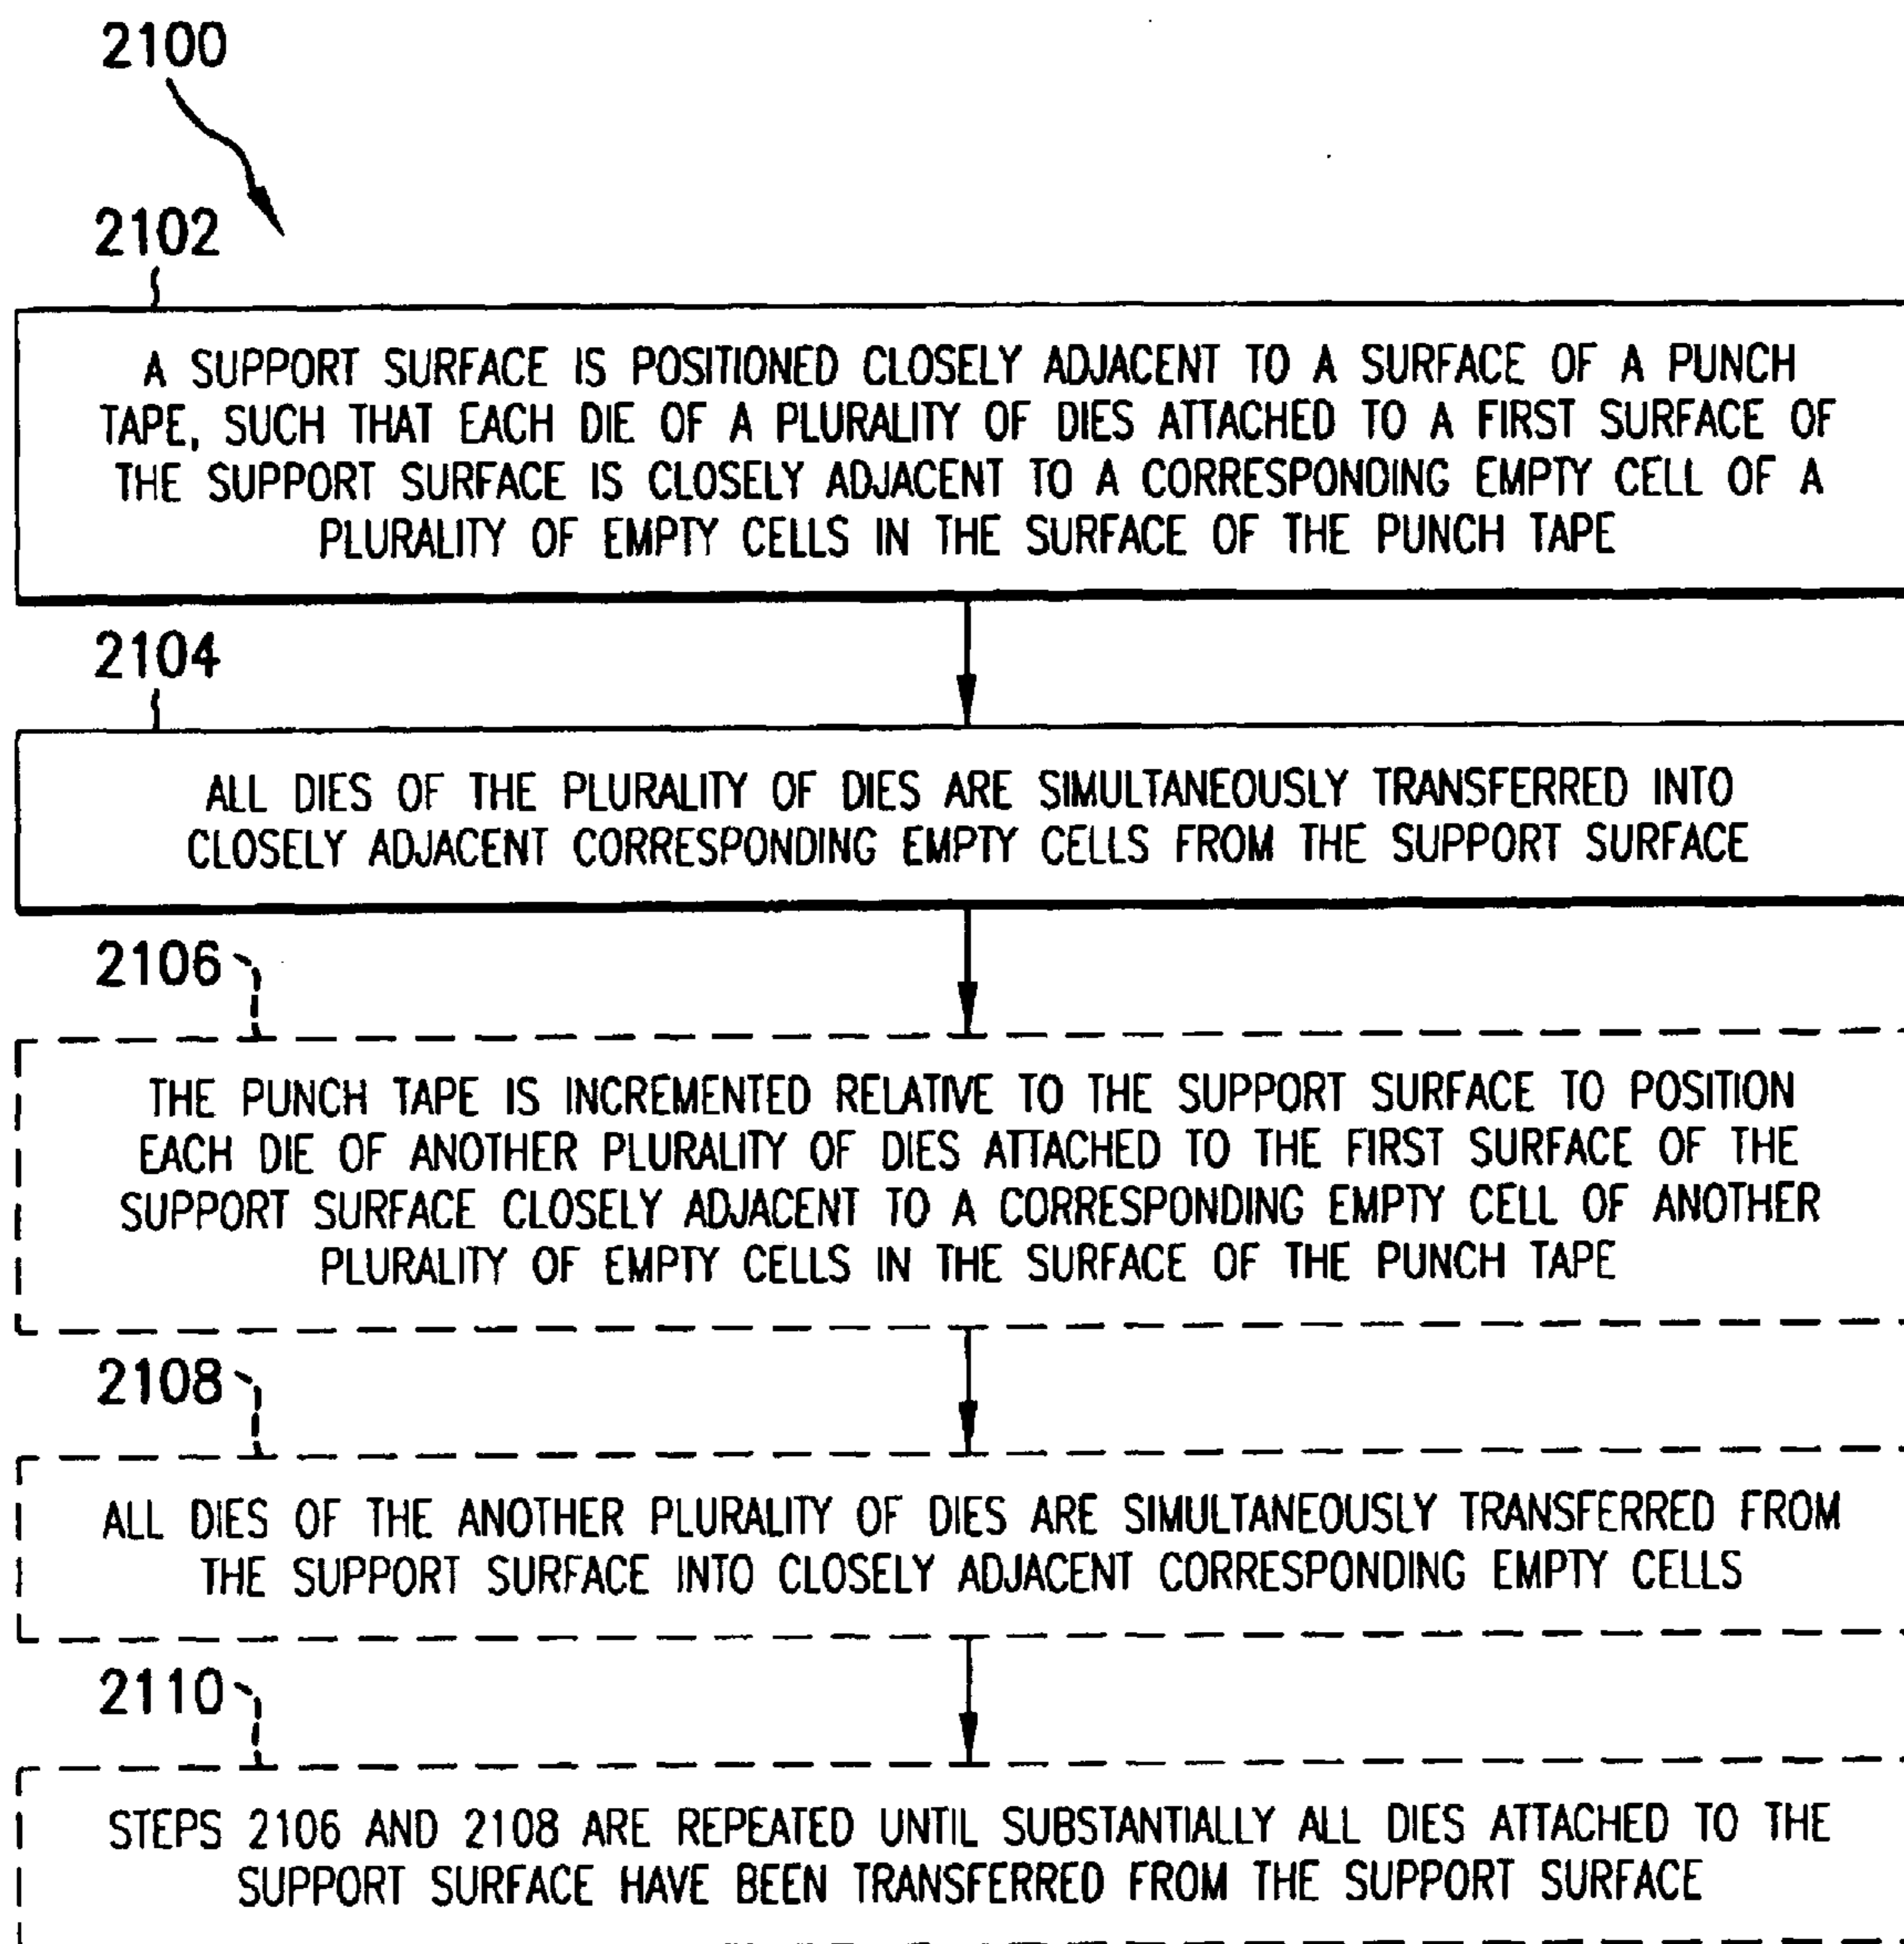 2100
2102
A SUPPORT SURFACE IS POSITIONED CLOSELY ADJACENT TO A SURFACE OF A PUNCH
TAPE, SUCH THAT EACH DIE OF A PLURALITY OF DIES ATTACHED TO A FIRST SURFACE OF
THE SUPPORT SURFACE IS CLOSELY ADJACENT TO A CORRESPONDING EMPTY CELL OF A
PLURALITY OF EMPTY CELLS IN THE SURFACE OF THE PUNCH TAPE
2104
ALL DIES OF THE PLURALITY OF DIES ARE SIMULTANEOUSLY TRANSFERRED INTO
CLOSELY ADJACENT CORRESPONDING EMPTY CELLS FROM THE SUPPORT SURFACE
2106
THE PUNCH TAPE IS INCREMENTED RELATIVE TO THE SUPPORT SURFACE TO POSITION
EACH DIE OF ANOTHER PLURALITY OF DIES ATTACHED TO THE FIRST SURFACE OF THE
SUPPORT SURFACE CLOSELY ADJACENT TO A CORRESPONDING EMPTY CELL OF ANOTHER
PLURALITY OF EMPTY CELLS IN THE SURFACE OF THE PUNCH TAPE
2108
ALL DIES OF THE ANOTHER PLURALITY OF DIES ARE SIMULTANEOUSLY TRANSFERRED FROM
THE SUPPORT SURFACE INTO CLOSELY ADJACENT CORRESPONDING EMPTY CELLS
2110
STEPS 2106 AND 2108 ARE REPEATED UNTIL SUBSTANTIALLY ALL DIES ATTACHED TO THE
SUPPORT SURFACE HAVE BEEN TRANSFERRED FROM THE SUPPORT SURFACE